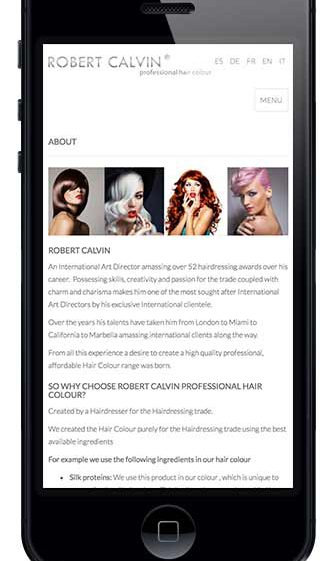 ROBERT CALVIN®
professional hair colour
ES DE FR EN IT
MENU
ABOUT
ROBERT CALVIN
An International Art Director amassing over 52 hairdressing awards over his
career. Possessing skills, creativity and passion for the trade coupled with
charm and charisma makes him one of the most sought after International
Art Directors by his exclusive International clientele.
Over the years his talents have taken him from London to Miami to
California to Marbella amassing international clients along the way.
From all this experience a desire to create a high quality professional,
affordable Hair Colour range was born.
SO WHY CHOOSE ROBERT CALVIN PROFESSIONAL HAIR
COLOUR?
Created by a Hairdresser for the Hairdressing trade.
We created the Hair Colour purely for the Hairdressing trade using the best
available ingredients
For example we use the following ingredients in our hair colour
• Silk proteins: We use this product in our colour , which is unique to